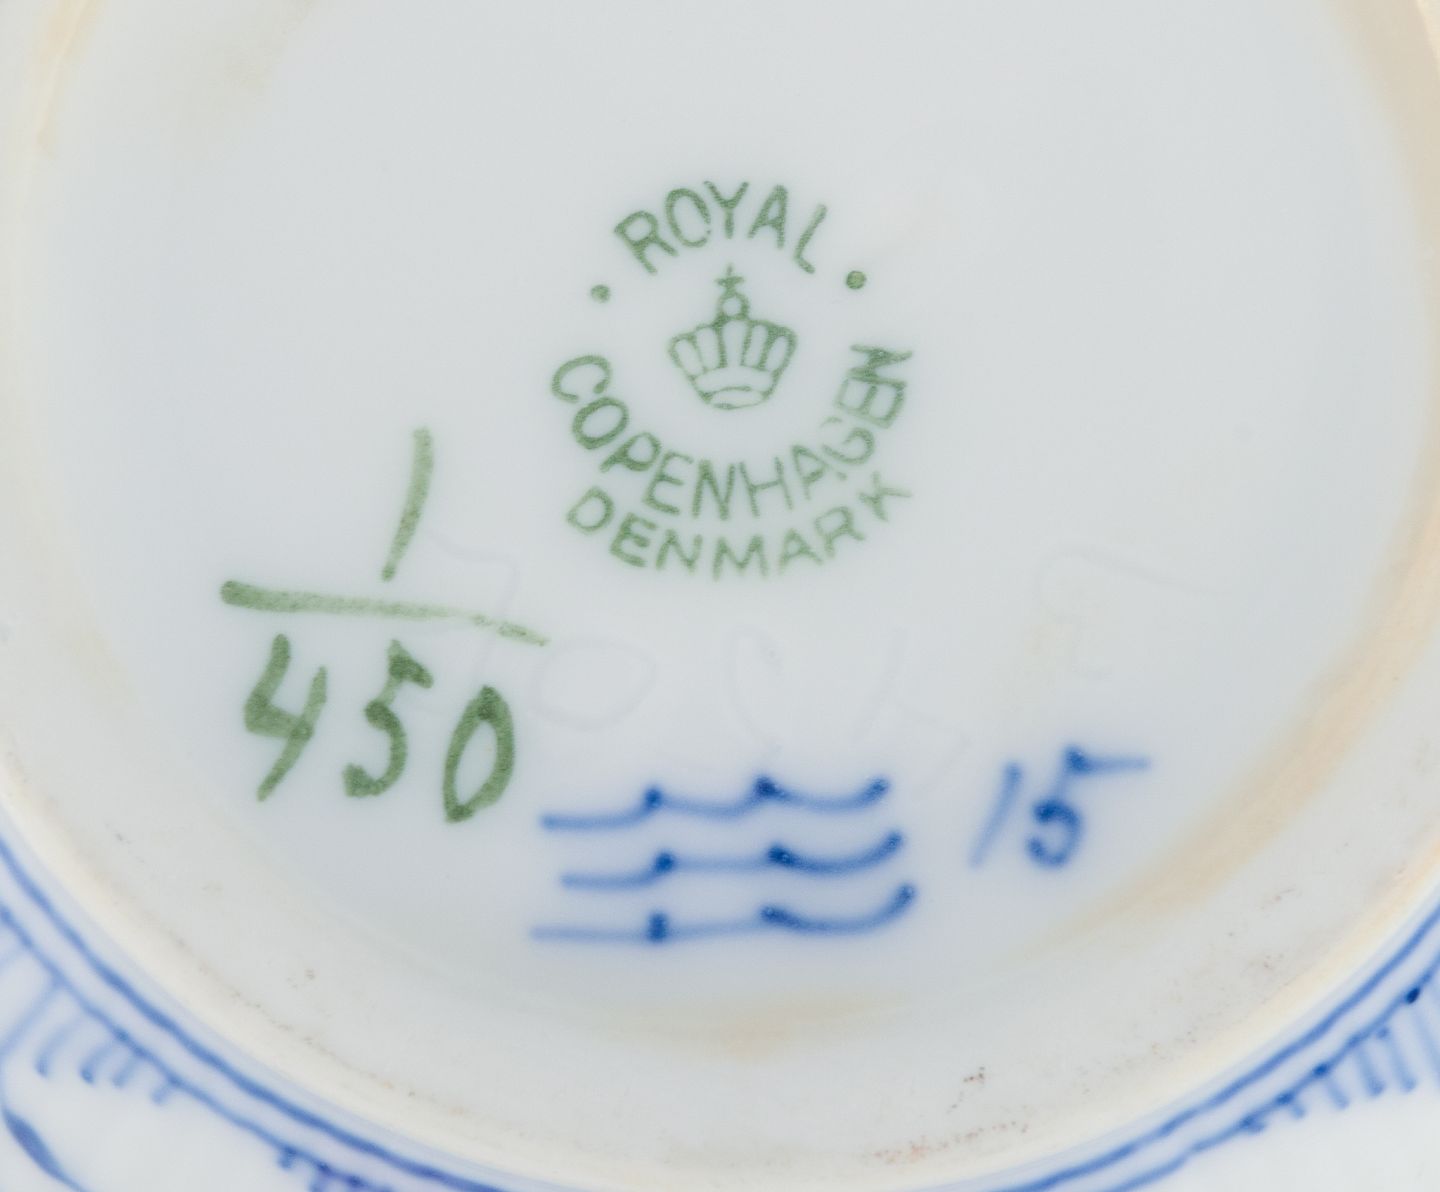 ROYAL
COPENHAGEN
DENMARK
1
450
15